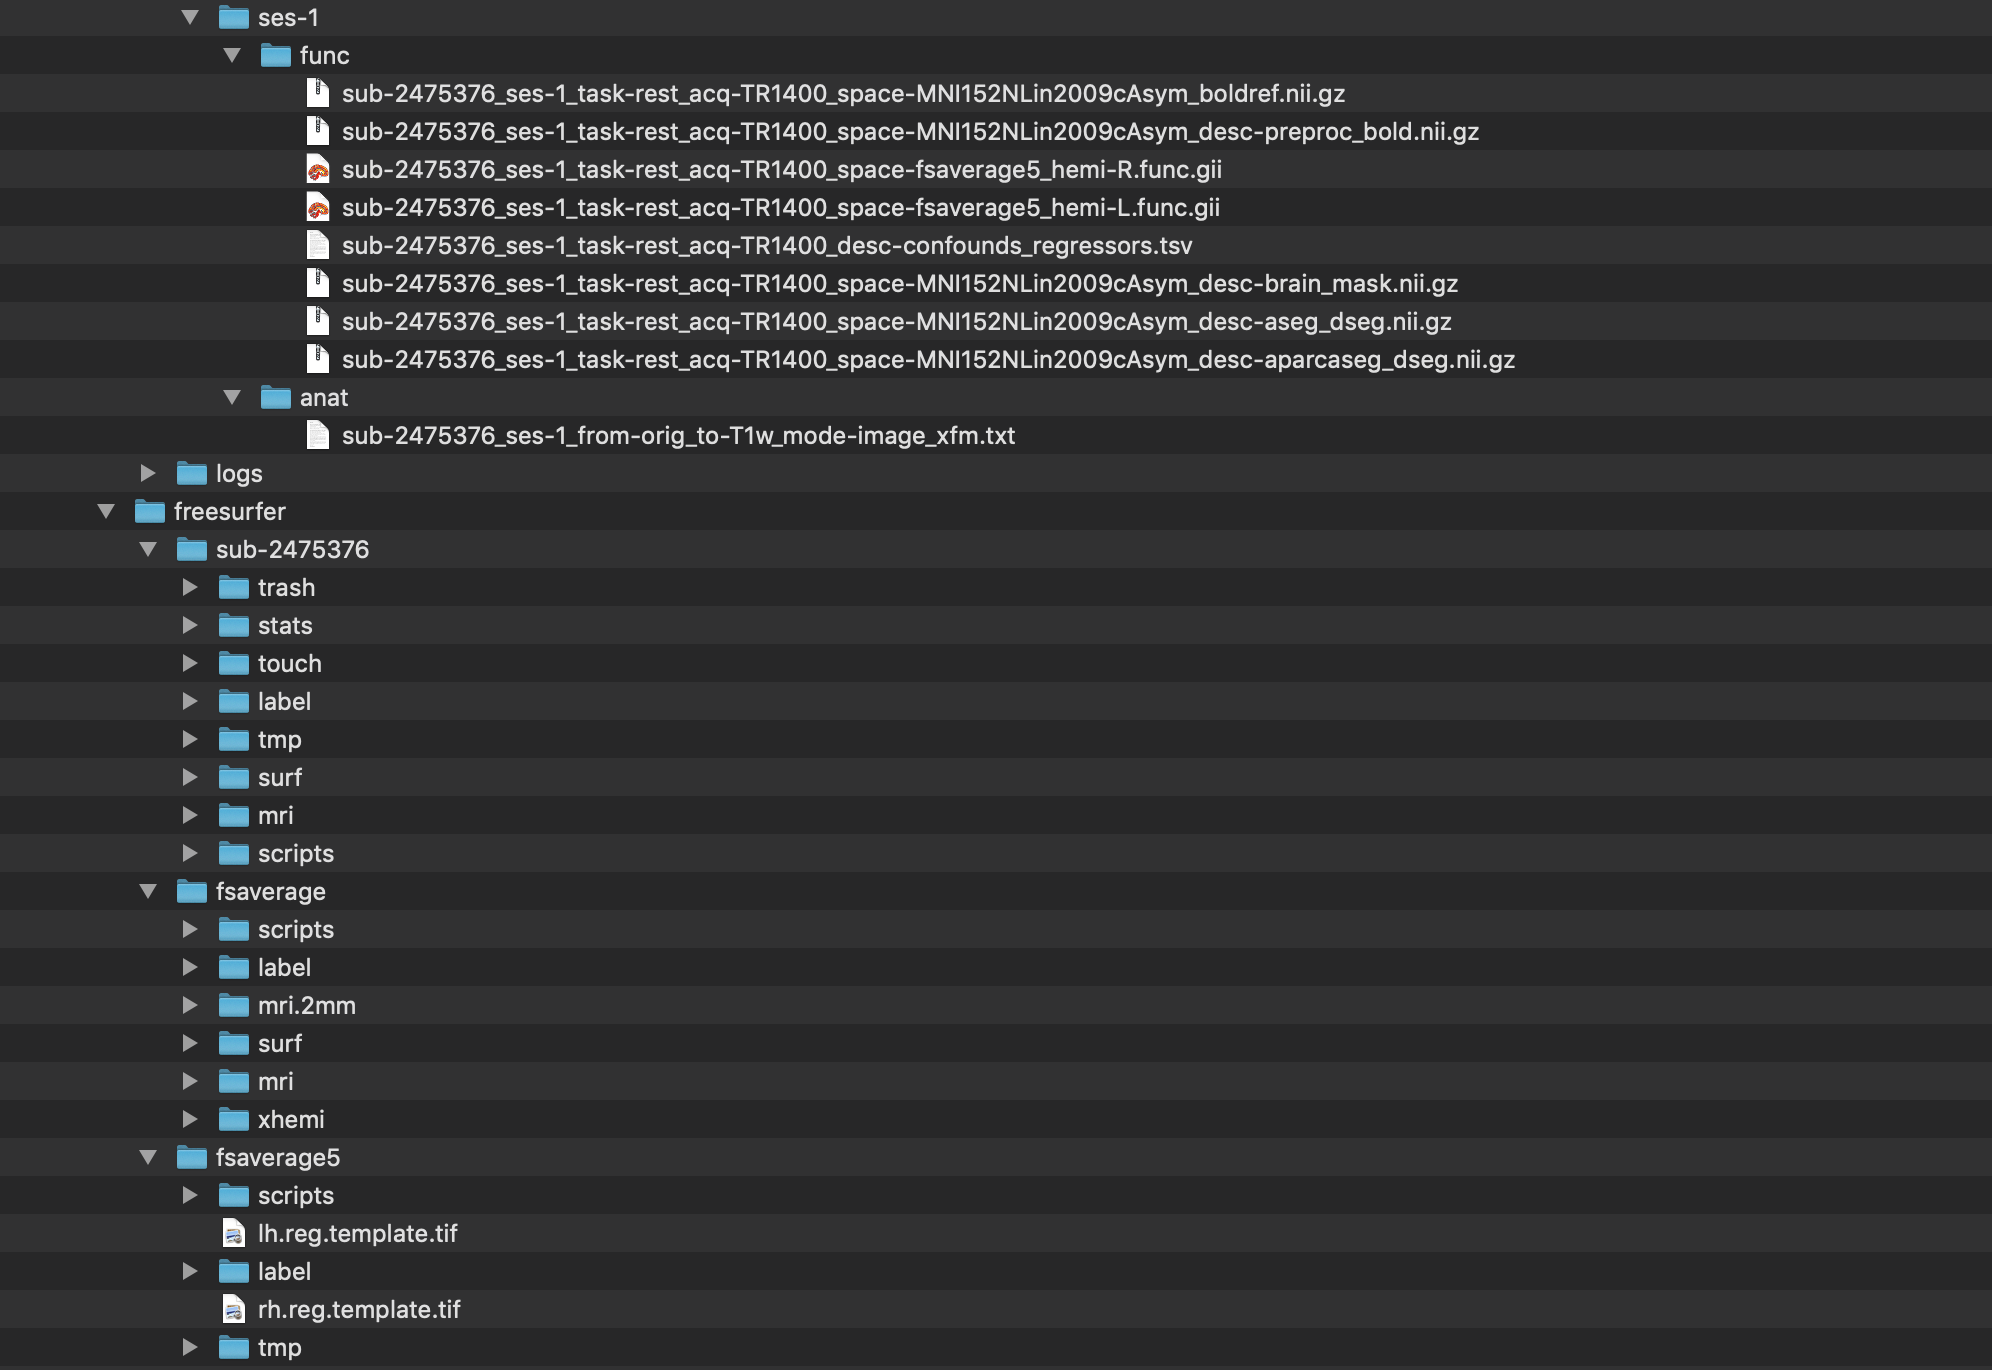 ses-1
func
sub-2475376_ses-1_task-rest_acq-TR1400_space-MNI152NLin2009cAsym_boldref.nii.gz
sub-2475376_ses-1_task-rest_acq-TR1400_space-MNI152NLin2009cAsym_desc-preproc_bold.nii.gz
sub-2475376_ses-1_task-rest_acq-TR1400_space-fsaverage5_hemi-R.func.gii
sub-2475376_ses-1_task-rest_acq-TR1400_space-fsaverage5_hemi-L.func.gii
sub-2475376_ses-1_task-rest_acq-TR1400_desc-confounds_regressors.tsv
sub-2475376_ses-1_task-rest_acq-TR1400_space-MNI152NLin2009cAsym_desc-brain_mask.nii.gz
sub-2475376_ses-1_task-rest_acq-TR1400_space-MNI152NLin2009cAsym_desc-aseg_dseg.nii.gz
sub-2475376_ses-1_task-rest_acq-TR1400_space-MNI152NLin2009cAsym_desc-aparcaseg_dseg.nii.gz
anat
sub-2475376_ses-1_from-orig_to-T1w_mode-image_xfm.txt
logs
freesurfer
sub-2475376
trash
stats
touch
label
tmp
surf
mri
scripts
fsaverage
scripts
label
mri.2mm
surf
mri
xhemi
fsaverage5
scripts
lh.reg.template.tif
label
rh.reg.template.tif
tmp